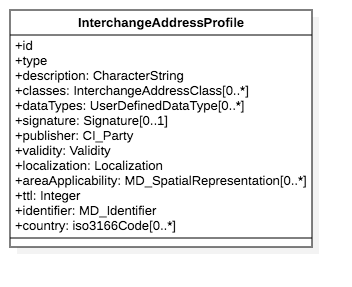 InterchangeAddressProfile
+id
+type
+description: CharacterString
+classes: InterchangeAddressClass[0..*]
+dataTypes: UserDefinedDataType[0..*]
+signature: Signature[0..1]
+publisher: CI_Party
+validity: Validity
+localization: Localization
+areaApplicability: MD_SpatialRepresentation[0..*]
+ttl: Integer
+identifier: MD_Identifier
+country: iso3166Code[0..*]